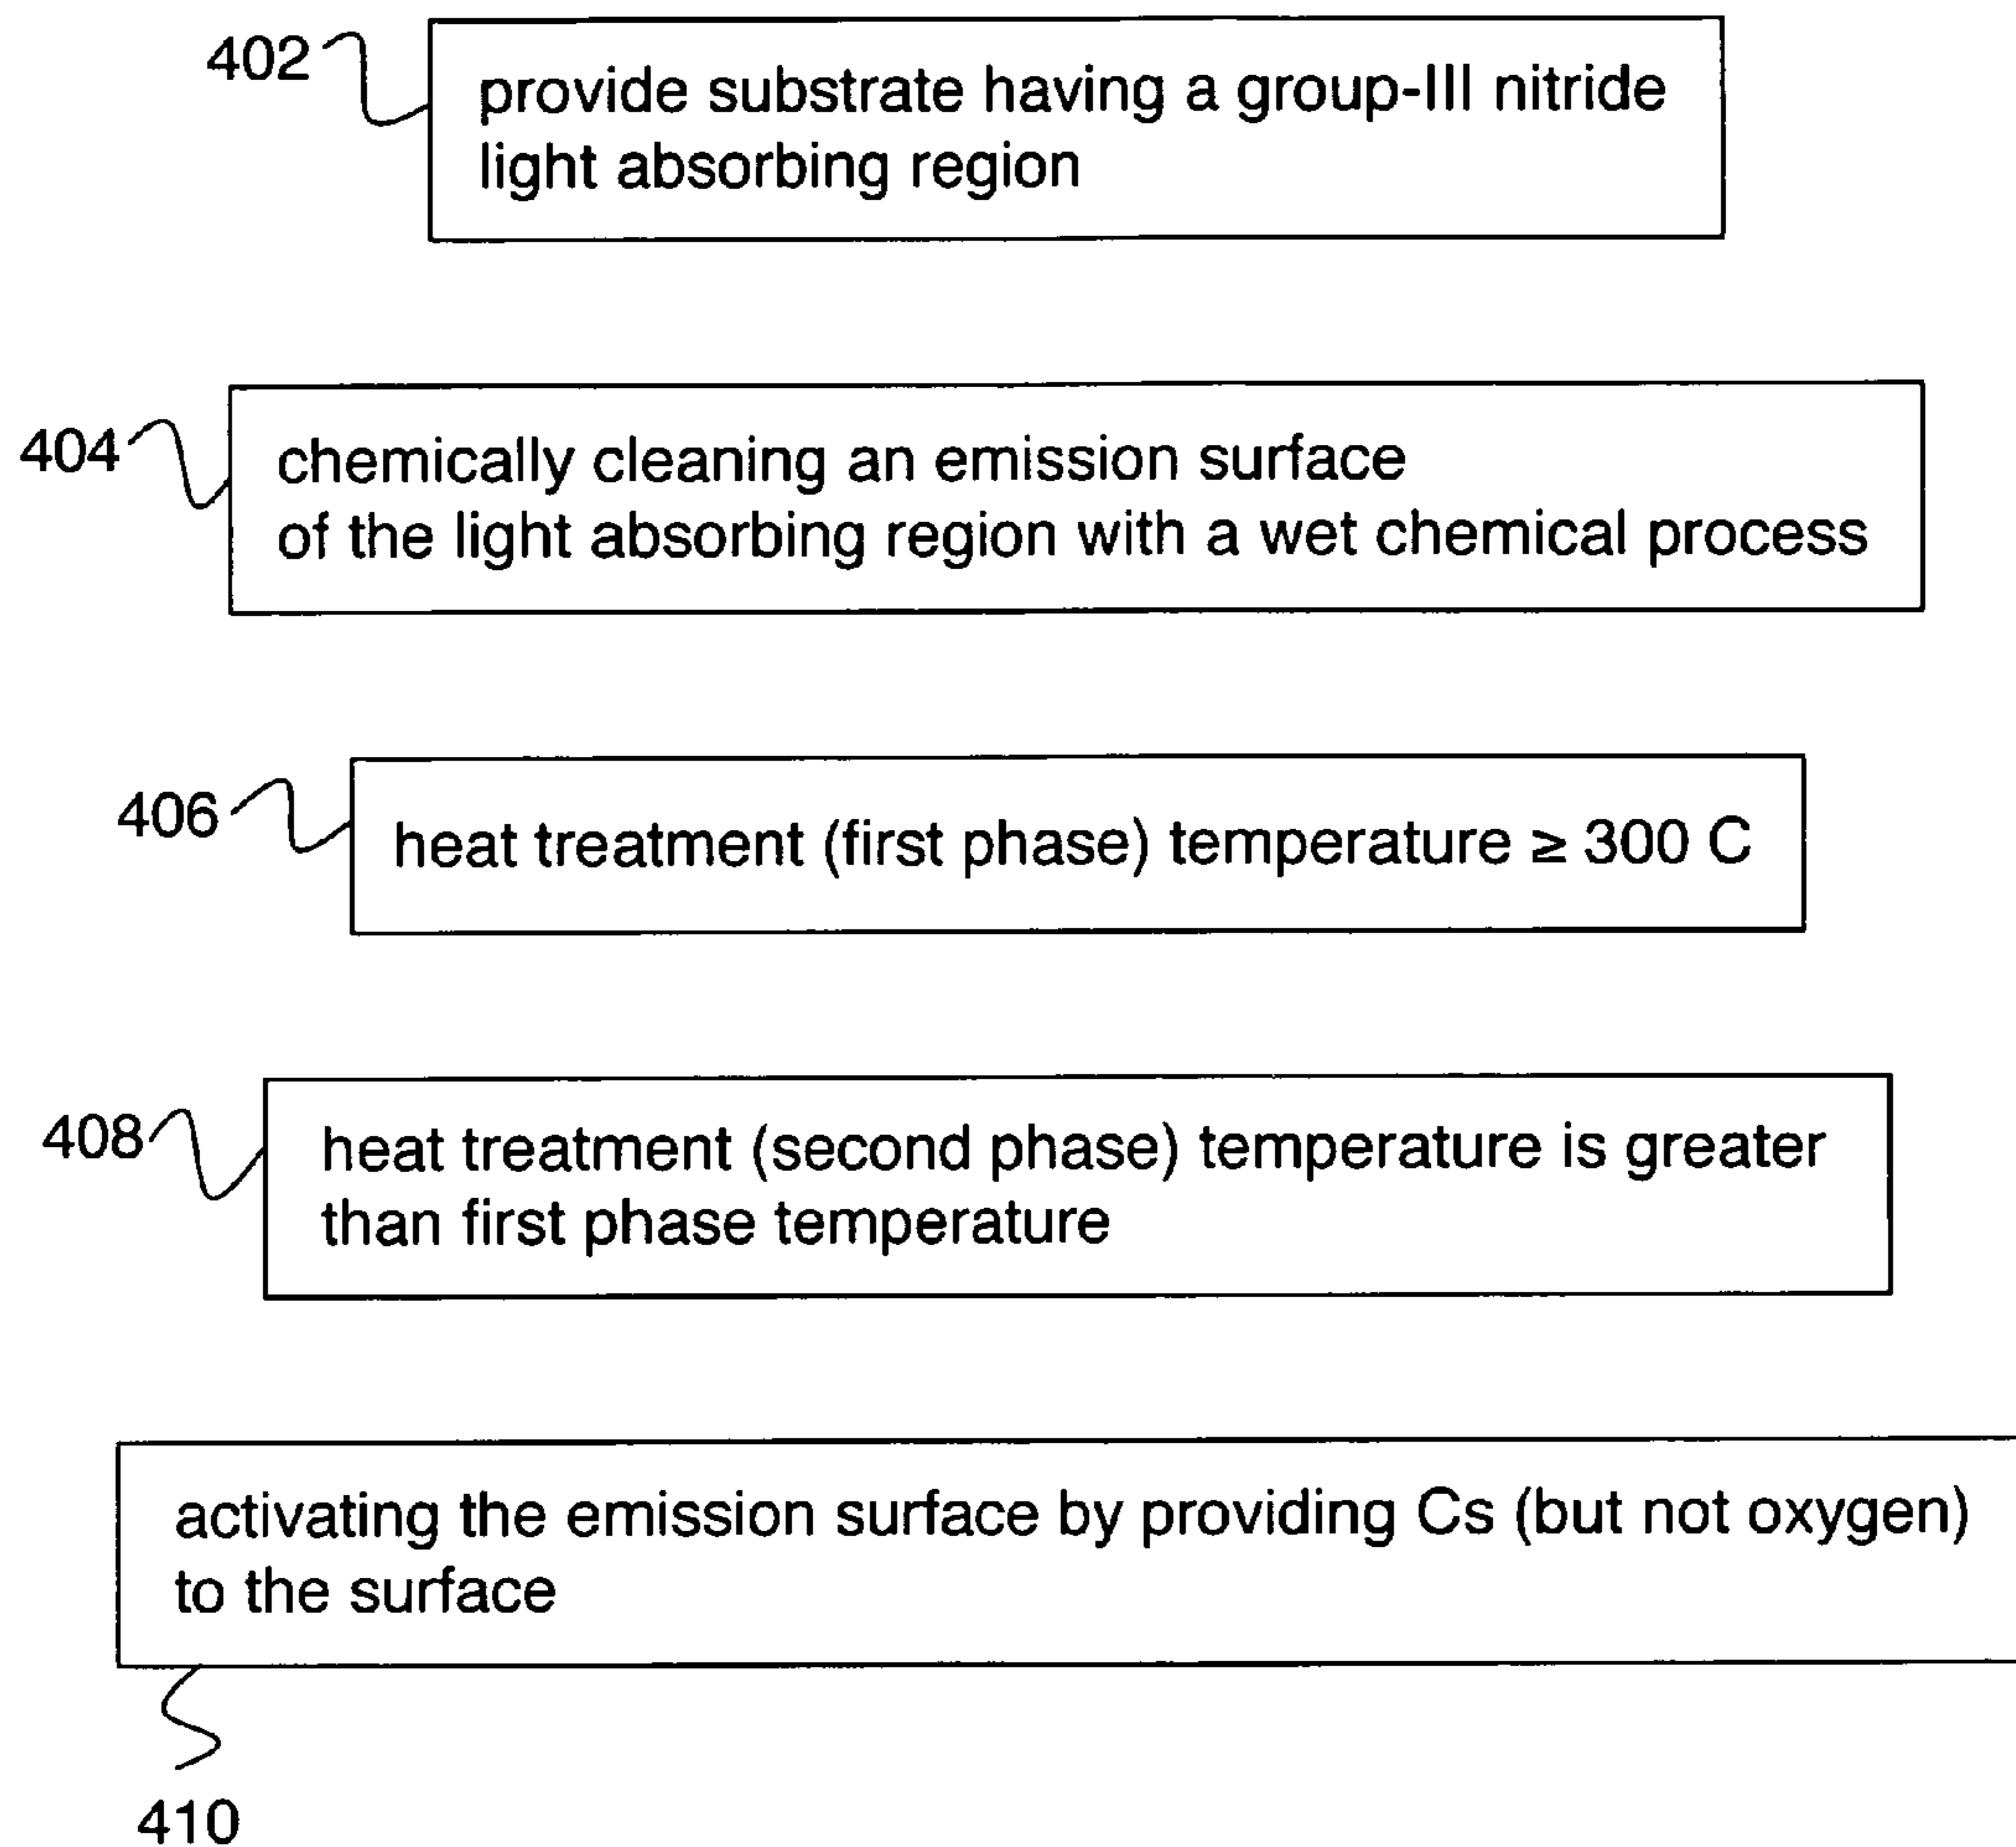 402
provide substrate having a group-III nitride
light absorbing region
404
chemically cleaning an emission surface
of the light absorbing region with a wet chemical process
406
heat treatment (first phase) temperature ≥ 300 C
408
heat treatment (second phase) temperature is greater
than first phase temperature
activating the emission surface by providing Cs (but not oxygen)
to the surface
410